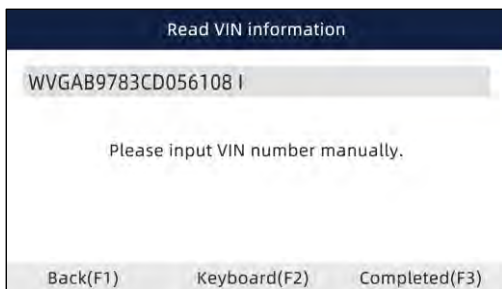 Read VIN information
WVGAB9783CD056108
Please input VIN number manually.
Back(F1) Keyboard(F2) Completed(F3)